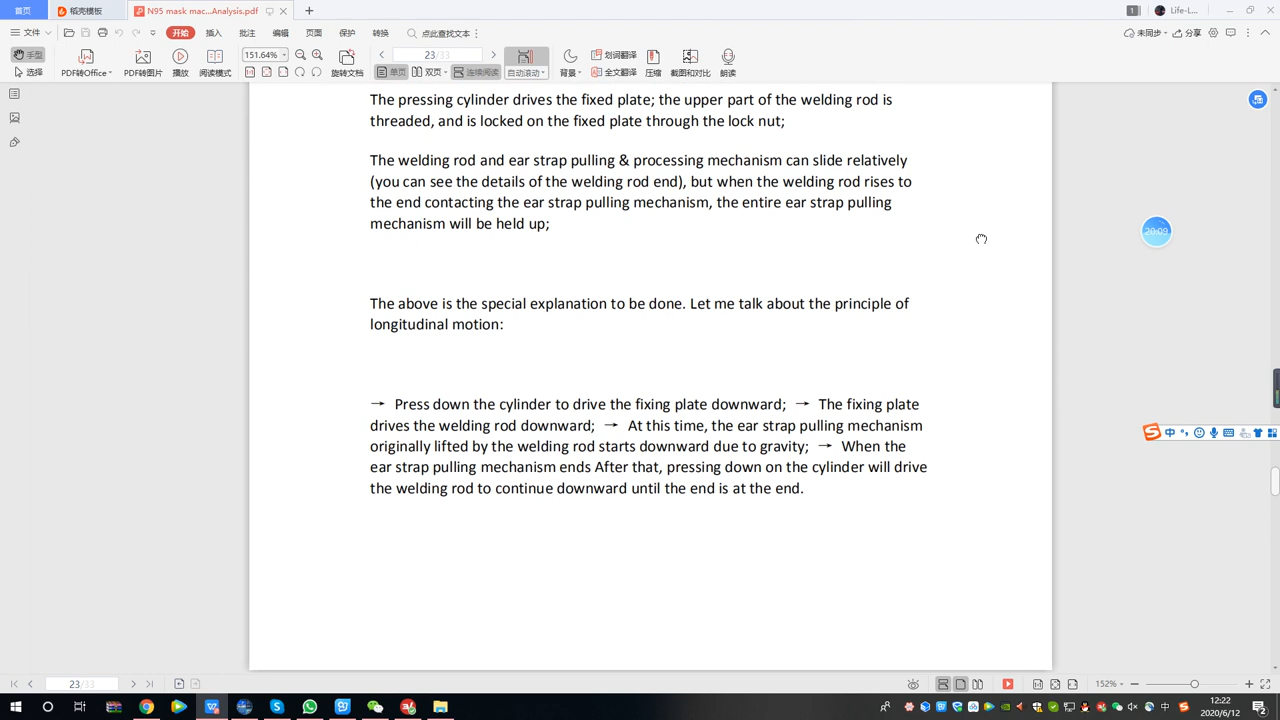 首页
稻壳模板
N95 mask mac...Analysis.pdf
1
Life-L...
文件
开始
插入
批注
编辑
页面
保护
转换
点此查找文本
未同步
分享
手型
选择
PDF转Office
PDF转图片
播放
阅读模式
151.64%
旋转文档
23/33
单页
双页
连续阅读
自动滚动
背景
划词翻译
全文翻译
压缩
截图和对比
朗读
The pressing cylinder drives the fixed plate; the upper part of the welding rod is
threaded, and is locked on the fixed plate through the lock nut;
The welding rod and ear strap pulling & processing mechanism can slide relatively
(you can see the details of the welding rod end), but when the welding rod rises to
the end contacting the ear strap pulling mechanism, the entire ear strap pulling
mechanism will be held up;
20:09
The above is the special explanation to be done. Let me talk about the principle of
longitudinal motion:
→ Press down the cylinder to drive the fixing plate downward; → The fixing plate
drives the welding rod downward; → At this time, the ear strap pulling mechanism
originally lifted by the welding rod starts downward due to gravity; → When the
ear strap pulling mechanism ends After that, pressing down on the cylinder will drive
the welding rod to continue downward until the end is at the end.
中
23/33
152%
中
12:22
2020/6/12
2